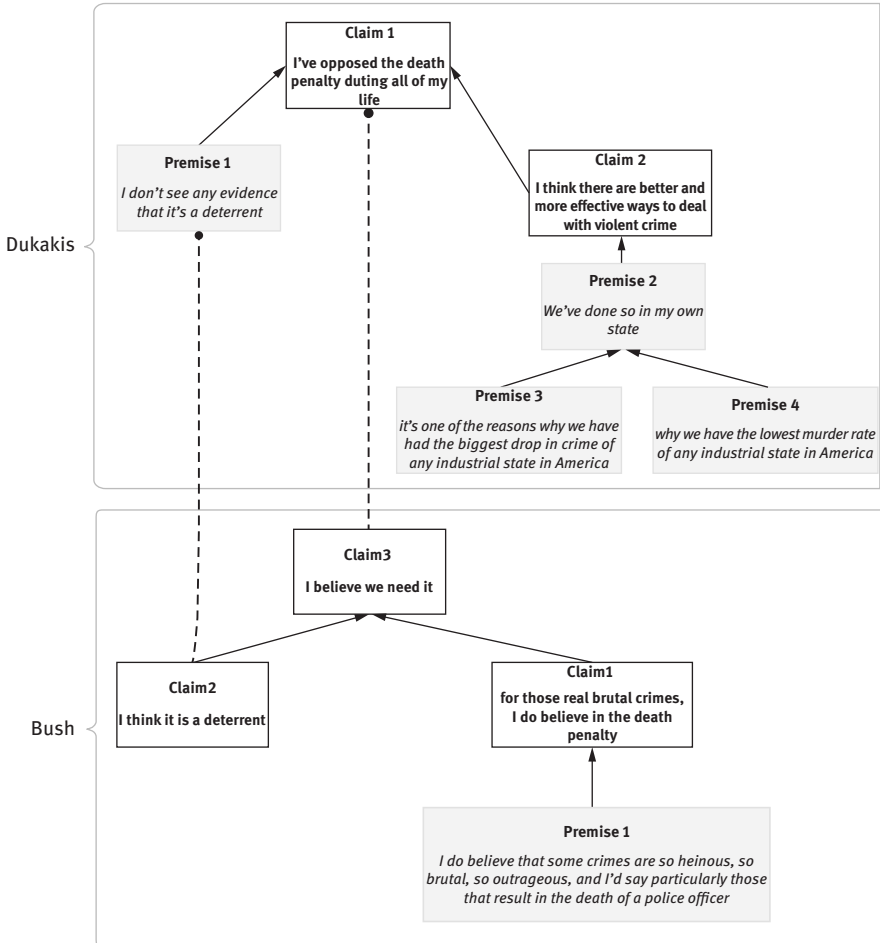 Claim 1
I've opposed the death
penalty duting all of my
life
Premise 1
I don't see any evidence
that it's a deterrent
Claim 2
I think there are better and
more effective ways to deal
with violent crime
Dukakis
Premise 2
We've done so in my own
state
Premise 3
it's one of the reasons why we have
had the biggest drop in crime of
any industrial state in America
Premise 4
why we have the lowest murder rate
of any industrial state in America
Claim3
I believe we need it
Claim2
I think it is a deterrent
Claim1
for those real brutal crimes,
I do believe in the death
penalty
Bush
Premise 1
I do believe that some crimes are so heinous, so
brutal, so outrageous, and I'd say particularly those
that result in the death of a police officer